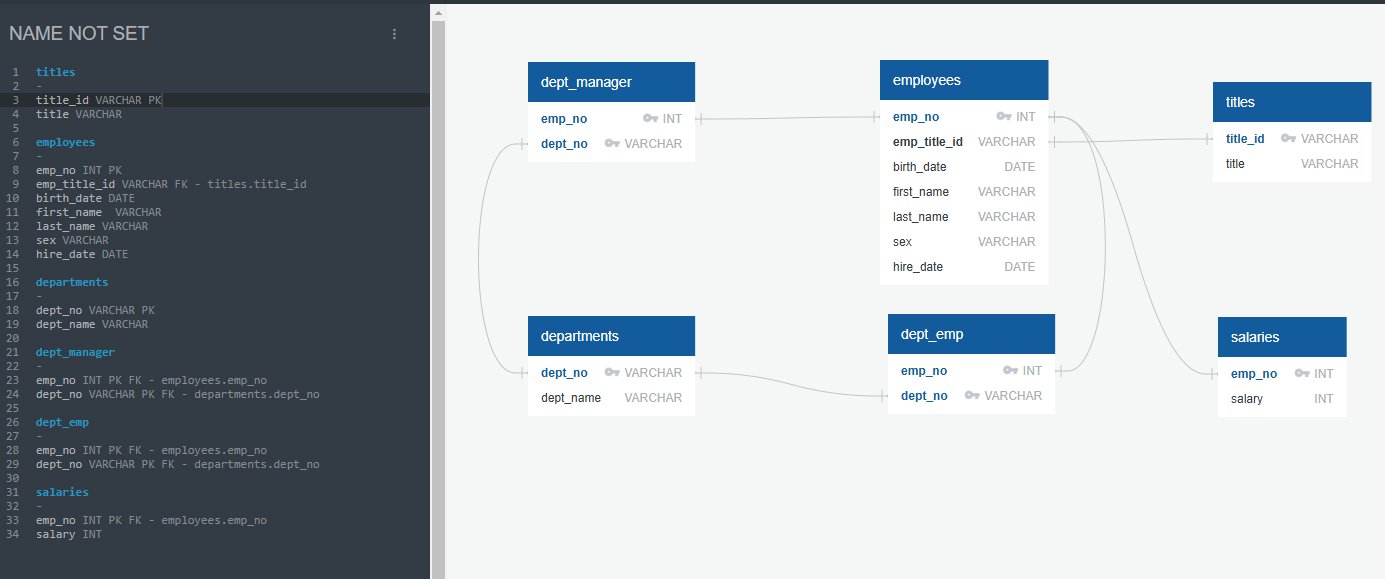 NAME NOT SET
1 titles
2 -
3 title_id VARCHAR PK
4 title VARCHAR
5
6 employees
7 -
8 emp_no INT PK
9 emp_title_id VARCHAR FK - titles.title_id
10 birth_date DATE
11 first_name  VARCHAR
12 last_name VARCHAR
13 sex VARCHAR
14 hire_date DATE
15
16 departments
17 -
18 dept_no VARCHAR PK
19 dept_name VARCHAR
20
21 dept_manager
22 -
23 emp_no INT PK FK - employees.emp_no
24 dept_no VARCHAR PK FK - departments.dept_no
25
26 dept_emp
27 -
28 emp_no INT PK FK - employees.emp_no
29 dept_no VARCHAR PK FK - departments.dept_no
30
31 salaries
32 -
33 emp_no INT PK FK - employees.emp_no
34 salary INT
dept_manager
emp_no INT
dept_no VARCHAR
employees
emp_no INT
emp_title_id VARCHAR
birth_date DATE
first_name VARCHAR
last_name VARCHAR
sex VARCHAR
hire_date DATE
titles
title_id VARCHAR
title VARCHAR
departments
dept_no VARCHAR
dept_name VARCHAR
dept_emp
emp_no INT
dept_no VARCHAR
salaries
emp_no INT
salary INT